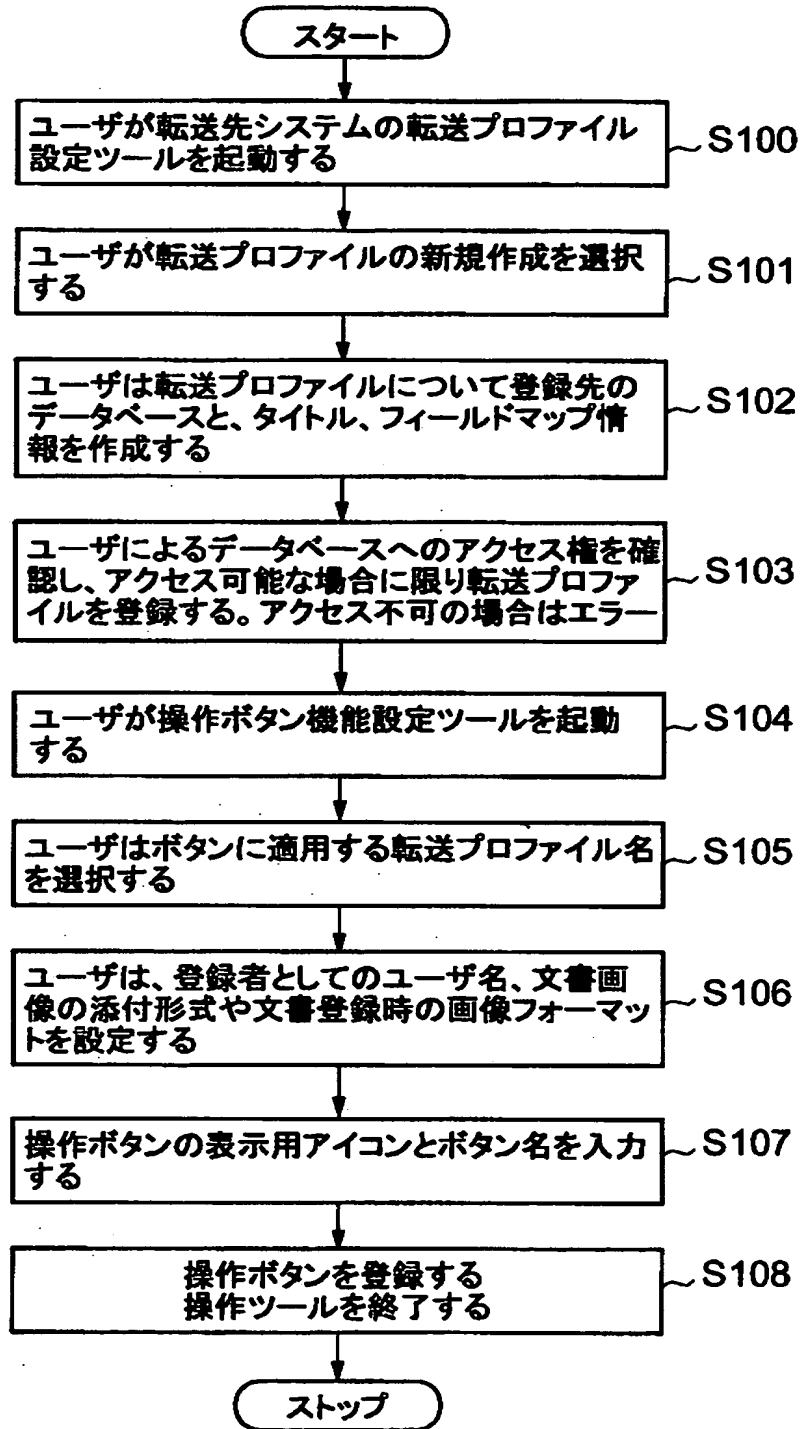 スタート
ユーザが転送先システムの転送プロファイル
設定ツールを起動する
S100
ユーザが転送プロファイルの新規作成を選択
する
S101
ユーザは転送プロファイルについて登録先の
データベースと、タイトル、フィールドマップ情
報を作成する
S102
ユーザによるデータベースへのアクセス権を確
認し、アクセス可能な場合に限り転送プロファ
イルを登録する。アクセス不可の場合はエラー
S103
ユーザが操作ボタン機能設定ツールを起動
する
S104
ユーザはボタンに適用する転送プロファイル名
を選択する
S105
ユーザは、登録者としてのユーザ名、文書画
像の添付形式や文書登録時の画像フォーマッ
トを設定する
S106
操作ボタンの表示用アイコンとボタン名を入力
する
S107
操作ボタンを登録する
操作ツールを終了する
S108
ストップ